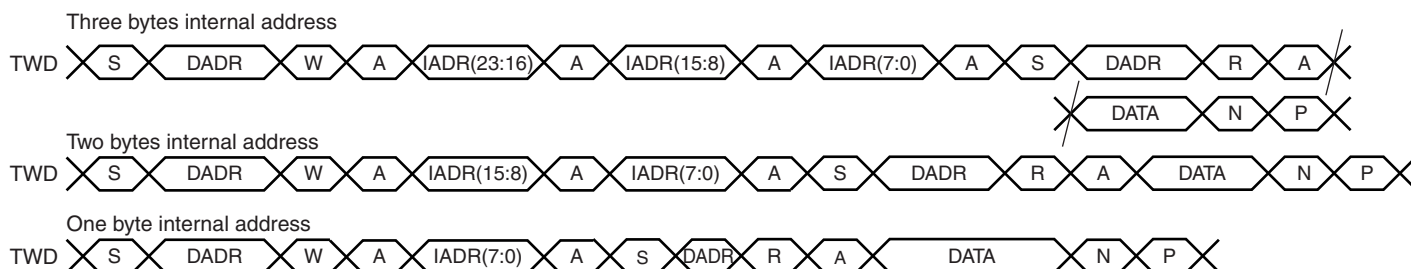 Three bytes internal address
TWD S DADR W A IADR(23:16) A IADR(15:8) A IADR(7:0) A S DADR R A
DATA N P
Two bytes internal address
TWD S DADR W A IADR(15:8) A IADR(7:0) A S DADR R A DATA N P
One byte internal address
TWD S DADR W A IADR(7:0) A S DADR R A DATA N P